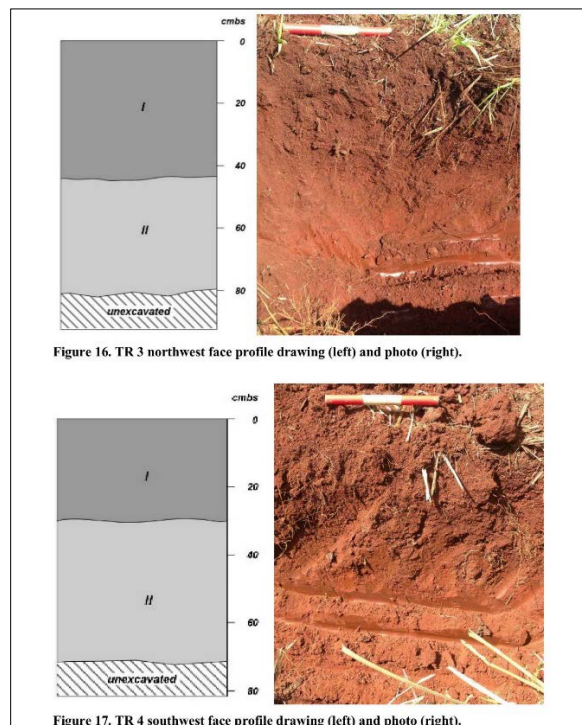 cmbs
0
I
20
40
II
60
80
unexcavated
Figure 16. TR 3 northwest face profile drawing (left) and photo (right).
cmbs
0
I
20
40
II
60
unexcavated
80
Figure 17. TR 4 southwest face profile drawing (left) and photo (right).